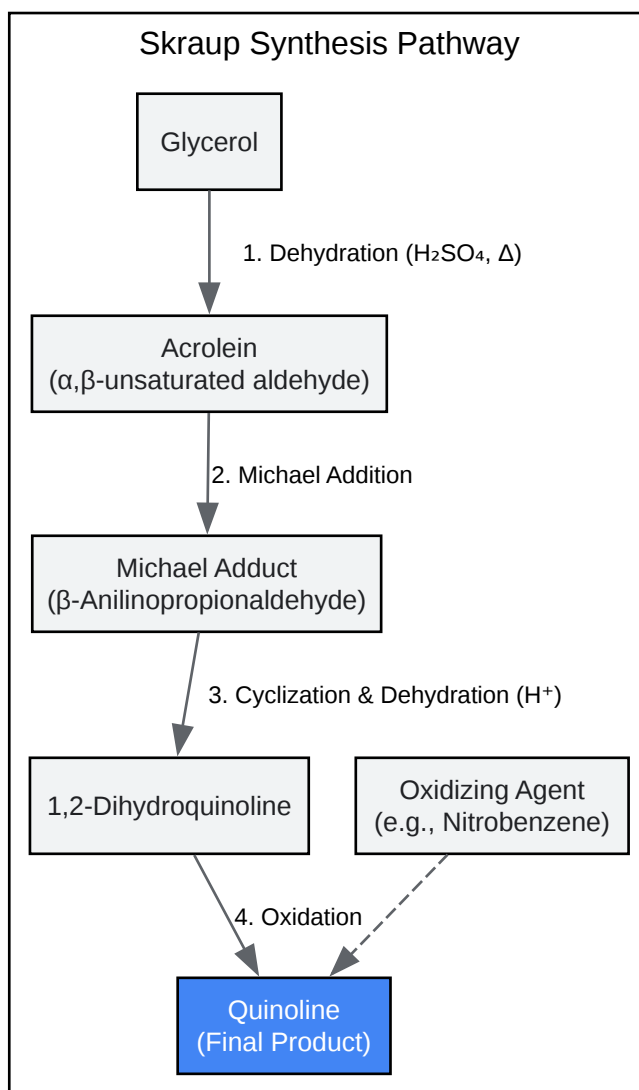 Skraup Synthesis Pathway
Glycerol
1. Dehydration (H₂SO₄, Δ)
Acrolein
(α,β-unsaturated aldehyde)
2. Michael Addition
Michael Adduct
(β-Anilinopropionaldehyde)
3. Cyclization & Dehydration (H⁺)
1,2-Dihydroquinoline
Oxidizing Agent
(e.g., Nitrobenzene)
4. Oxidation
Quinoline
(Final Product)